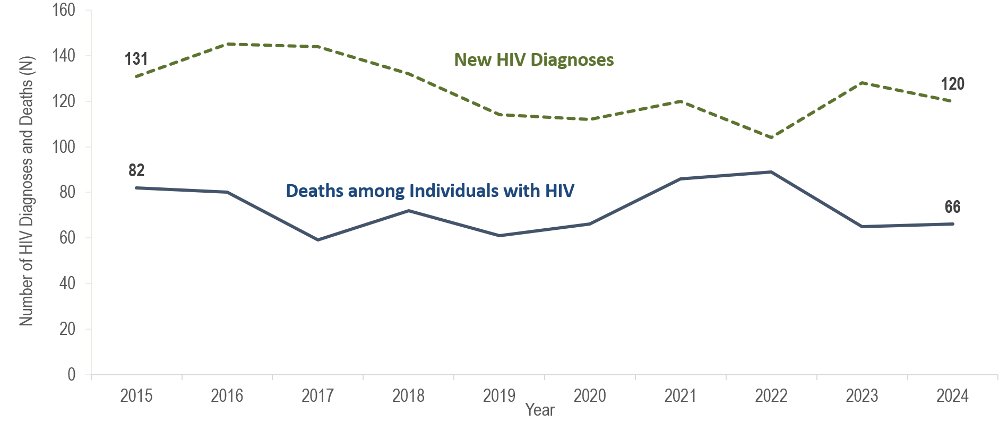 160
140
120
100
80
60
40
20
0
Number of HIV Diagnoses and Deaths (N)
131
New HIV Diagnoses
120
82
Deaths among Individuals with HIV
66
2015 2016 2017 2018 2019 2020 2021 2022 2023 2024
Year